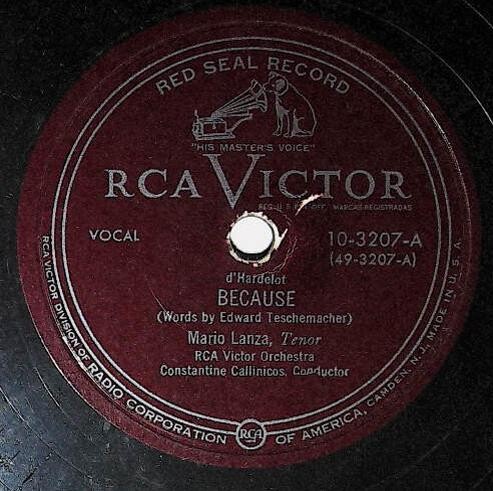 RED SEAL RECORD
"HIS MASTER'S VOICE"
RCA VICTOR
MARCAS REGISTRADAS
VOCAL
10-3207-A
(49-3207-A)
d'Hardelot
BECAUSE
(Words by Edward Teschemacher)
Mario Lanza, Tenor
RCA Victor Orchestra
Constantine Callinicos, Conductor
RCA VICTOR DIVISION OF RADIO CORPORATION RCA OF AMERICA, CAMDEN, N.J. MADE IN U.S.A.